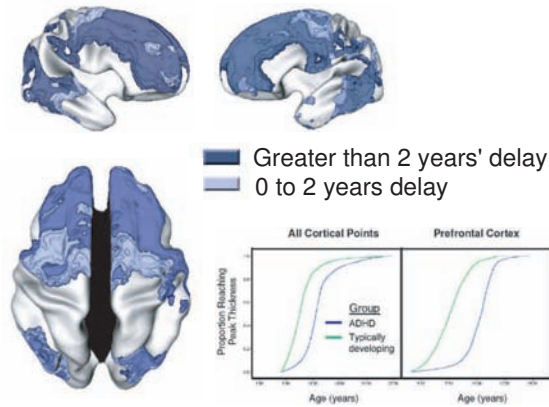 Greater than 2 years' delay
0 to 2 years delay
All Cortical Points
Prefrontal Cortex
Proportion Reaching
Peak Thickness
Group
ADHD
Typically
developing
Age (years)
Age (years)